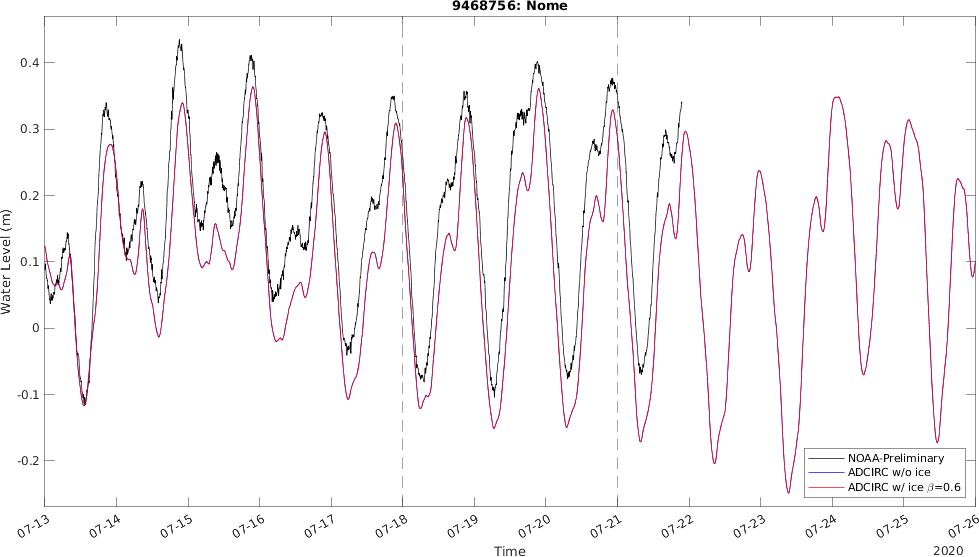 9468756: Nome
Water Level (m)
0.4
0.3
0.2
0.1
0
-0.1
-0.2
NOAA-Preliminary
ADCIRC w/o ice
ADCIRC w/ ice β=0.6
07-13 07-14 07-15 07-16 07-17 07-18 07-19 07-20 07-21 07-22 07-23 07-24 07-25 07-26
Time
2020